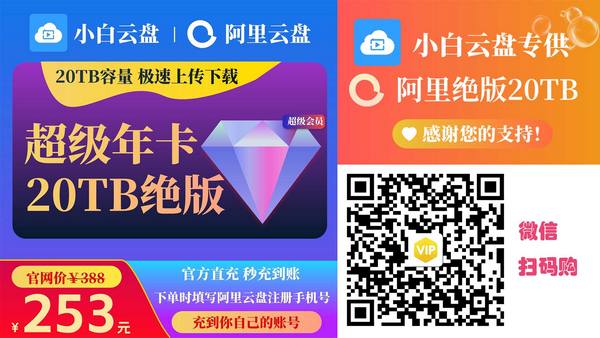 小白云盘 | 阿里云盘
20TB容量 极速上传下载
超级会员
超级年卡
20TB绝版
官网价￥388
￥253元
官方直充 秒充到账
下单时填写阿里云盘注册手机号
充到你自己的账号
小白云盘专供
阿里绝版20TB
感谢您的支持!
VIP
微信
扫码购